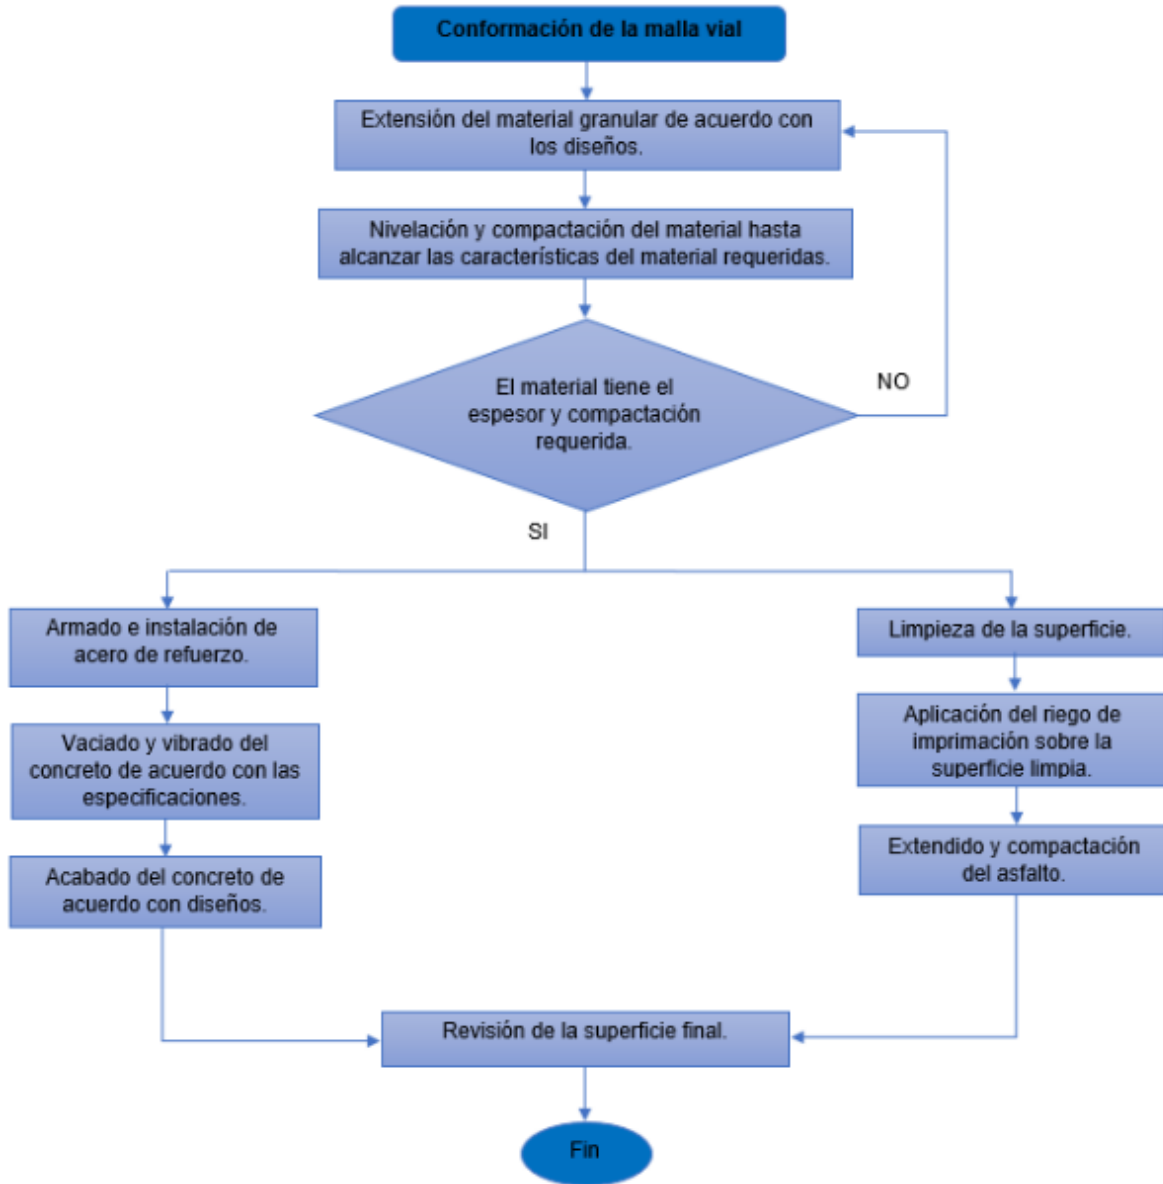 Conformación de la malla vial
Extensión del material granular de acuerdo con
los diseños.
Nivelación y compactación del material hasta
alcanzar las características del material requeridas.
El material tiene el
espesor y compactación
requerida.
NO
SI
Armado e instalación de
acero de refuerzo.
Vaciado y vibrado del
concreto de acuerdo con las
especificaciones.
Acabado del concreto de
acuerdo con diseños.
Limpieza de la superficie.
Aplicación del riego de
imprimación sobre la
superficie limpia.
Extendido y compactación
del asfalto.
Revisión de la superficie final.
Fin